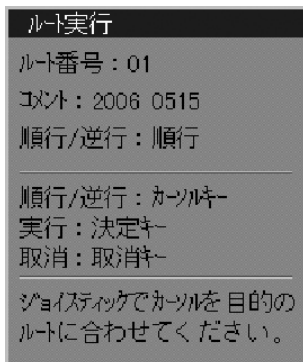 ルート実行
ルート番号：01
コメント：2006 0515
順行/逆行：順行
順行/逆行：カーソルキー
実行：決定キー
取消：取消キー
ジョイスティックでカーソルを目的の
ルートに合わせてください。